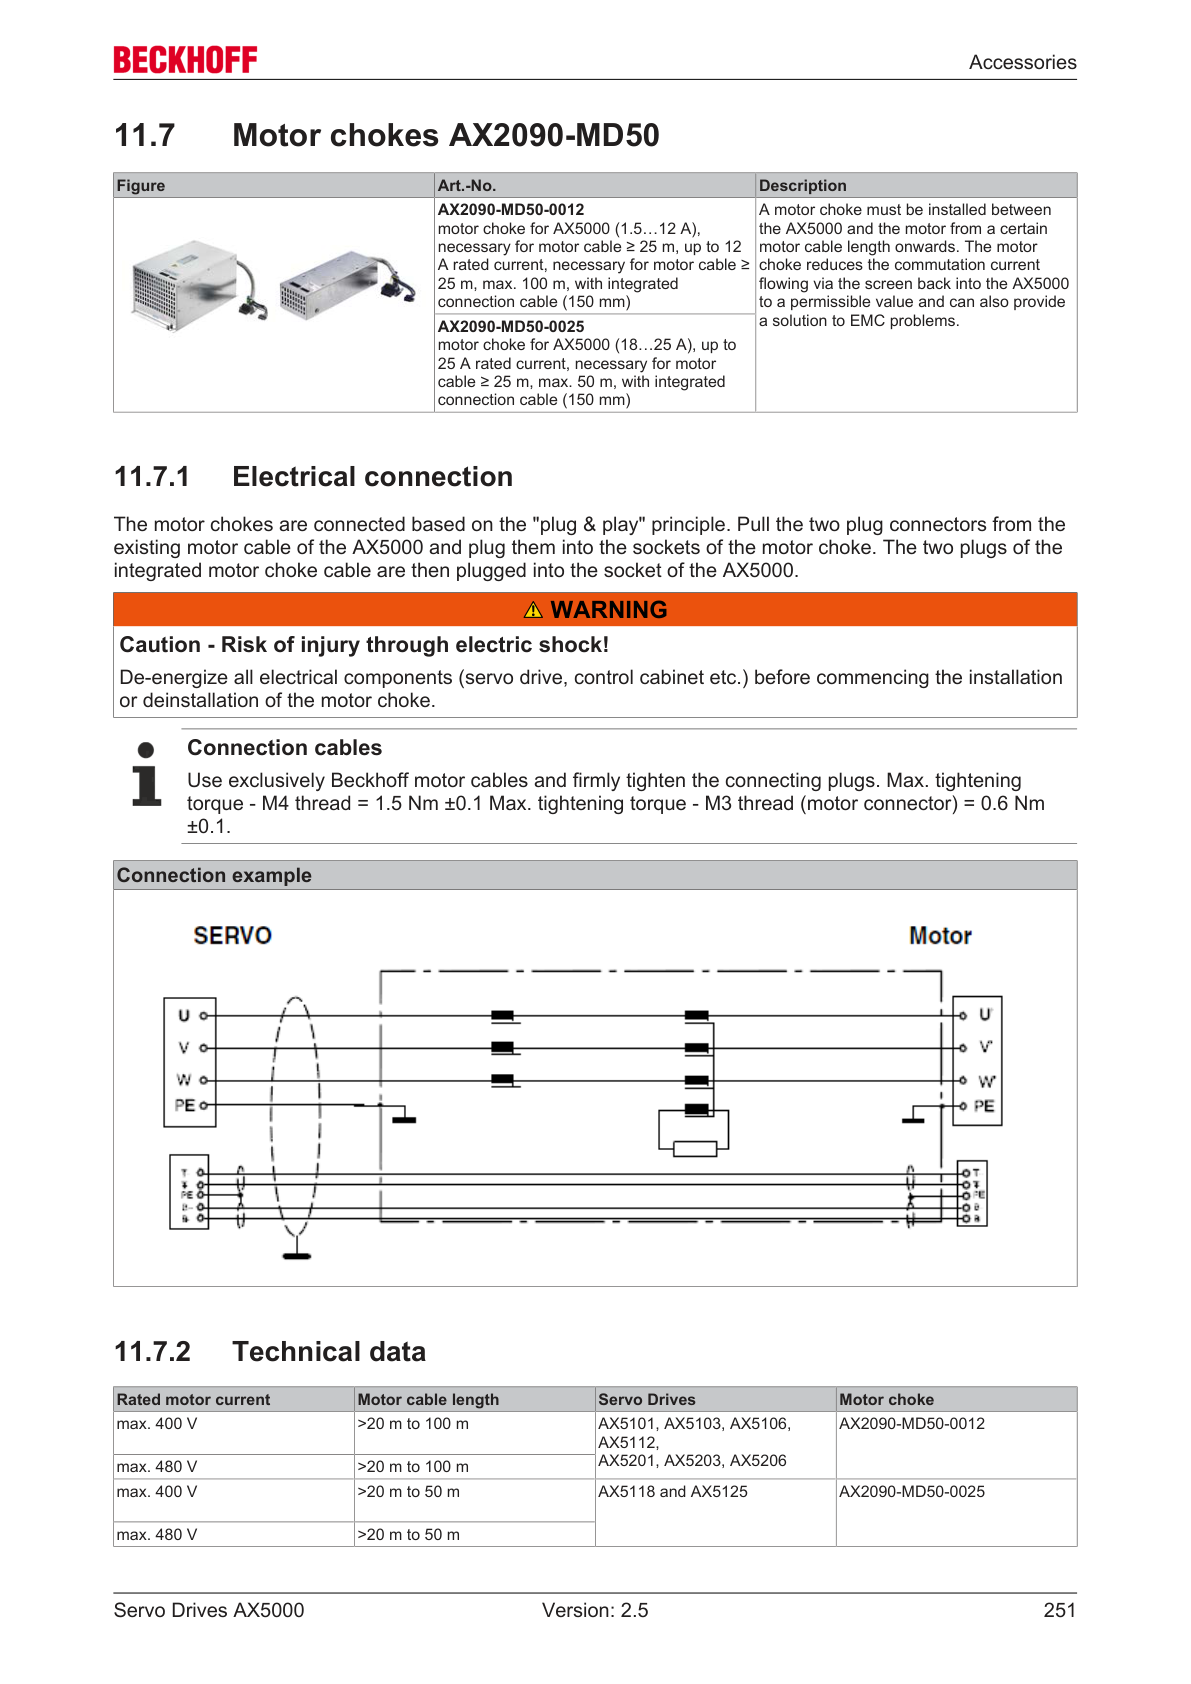 BECKHOFF
Accessories
11.7 Motor chokes AX2090-MD50
Figure
Art.-No.
Description
AX2090-MD50-0012
motor choke for AX5000 (1.5…12 A),
necessary for motor cable ≥ 25 m, up to 12
A rated current, necessary for motor cable ≥
25 m, max. 100 m, with integrated
connection cable (150 mm)
AX2090-MD50-0025
motor choke for AX5000 (18…25 A), up to
25 A rated current, necessary for motor
cable ≥ 25 m, max. 50 m, with integrated
connection cable (150 mm)
A motor choke must be installed between
the AX5000 and the motor from a certain
motor cable length onwards. The motor
choke reduces the commutation current
flowing via the screen back into the AX5000
to a permissible value and can also provide
a solution to EMC problems.
11.7.1 Electrical connection
The motor chokes are connected based on the "plug & play" principle. Pull the two plug connectors from the
existing motor cable of the AX5000 and plug them into the sockets of the motor choke. The two plugs of the
integrated motor choke cable are then plugged into the socket of the AX5000.
WARNING
Caution - Risk of injury through electric shock!
De-energize all electrical components (servo drive, control cabinet etc.) before commencing the installation
or deinstallation of the motor choke.
Connection cables
Use exclusively Beckhoff motor cables and firmly tighten the connecting plugs. Max. tightening
torque - M4 thread = 1.5 Nm ±0.1 Max. tightening torque - M3 thread (motor connector) = 0.6 Nm
±0.1.
Connection example
SERVO
Motor
U
V
W
PE
U'
V'
W'
PE
T
PE
T
PE
11.7.2 Technical data
Rated motor current
Motor cable length
Servo Drives
Motor choke
max. 400 V
>20 m to 100 m
AX5101, AX5103, AX5106,
AX5112,
AX5201, AX5203, AX5206
AX2090-MD50-0012
max. 480 V
>20 m to 100 m
max. 400 V
>20 m to 50 m
AX5118 and AX5125
AX2090-MD50-0025
max. 480 V
>20 m to 50 m
Servo Drives AX5000
Version: 2.5
251